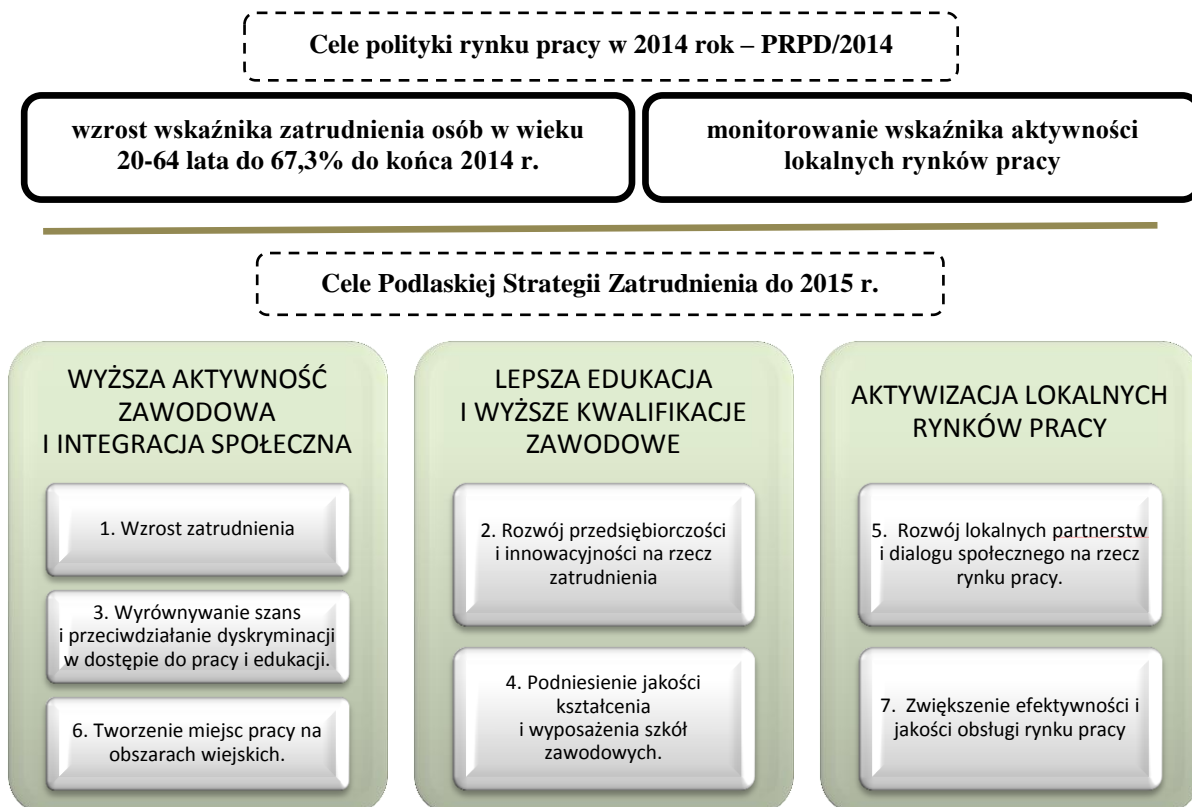 Cele polityki rynku pracy w 2014 rok – PRPD/2014
wzrost wskaźnika zatrudnienia osób w wieku
20-64 lata do 67,3% do końca 2014 r.
monitorowanie wskaźnika aktywności
lokalnych rynków pracy
Cele Podlaskiej Strategii Zatrudnienia do 2015 r.
WYŻSZA AKTYWNOŚĆ
ZAWODOWA
I INTEGRACJA SPOŁECZNA
1. Wzrost zatrudnienia
3. Wyrównywanie szans
i przeciwdziałanie dyskryminacji
w dostępie do pracy i edukacji.
6. Tworzenie miejsc pracy na
obszarach wiejskich.
LEPSZA EDUKACJA
I WYŻSZE KWALIFIKACJE
ZAWODOWE
2. Rozwój przedsiębiorczości
i innowacyjności na rzecz
zatrudnienia
4. Podniesienie jakości
kształcenia
i wyposażenia szkół
zawodowych.
AKTYWIZACJA LOKALNYCH
RYNKÓW PRACY
5. Rozwój lokalnych partnerstw
i dialogu społecznego na rzecz
rynku pracy.
7. Zwiększenie efektywności i
jakości obsługi rynku pracy